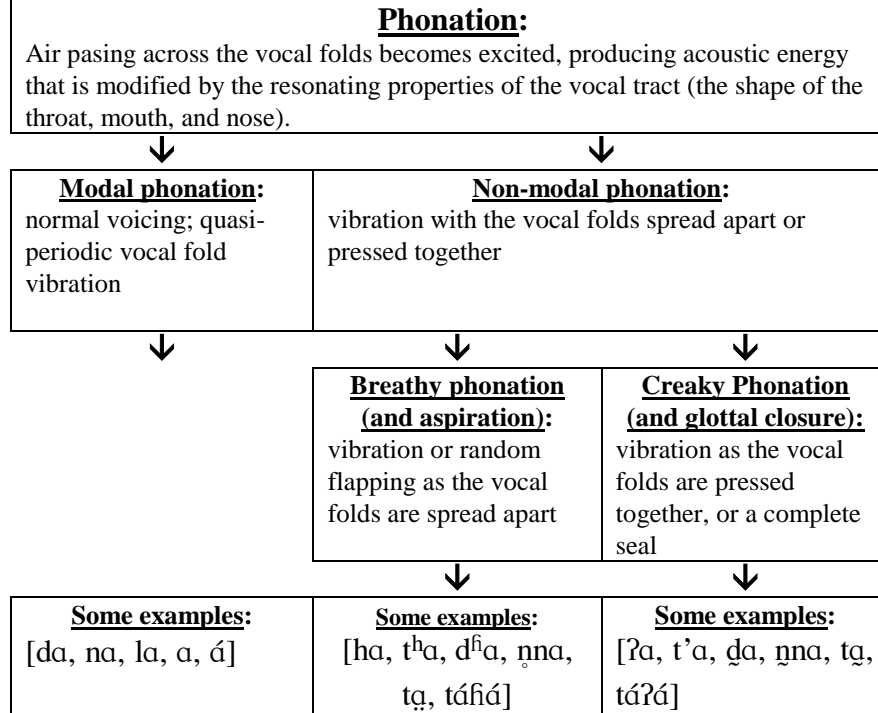 Phonation:
Air pasing across the vocal folds becomes excited, producing acoustic energy
that is modified by the resonating properties of the vocal tract (the shape of the
throat, mouth, and nose).
Modal phonation:
normal voicing; quasi-
periodic vocal fold
vibration
Non-modal phonation:
vibration with the vocal folds spread apart or
pressed together
Breathy phonation
(and aspiration):
vibration or random
flapping as the vocal
folds are spread apart
Creaky Phonation
(and glottal closure):
vibration as the vocal
folds are pressed
together, or a complete
seal
Some examples:
[dɑ, nɑ, lɑ, ɑ, ɑ́]
Some examples:
[hɑ, tʰɑ, dʱɑ, n̥nɑ,
tɑ̤, tɑ́ɦɑ́]
Some examples:
[ʔɑ, t’ɑ, d̰ɑ, n̰nɑ, tɑ̰,
tɑ́ʔɑ́]